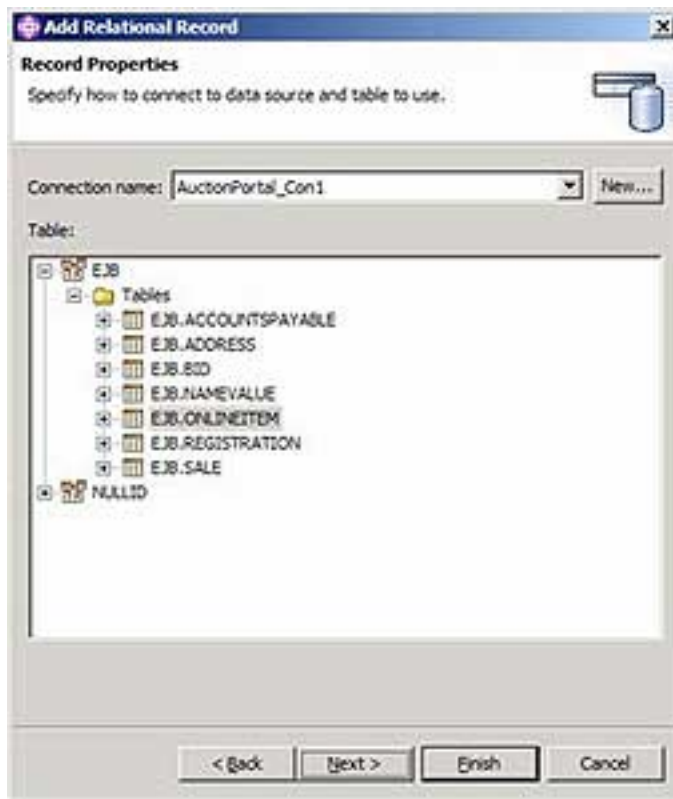 Add Relational Record
Record Properties
Specify how to connect to data source and table to use.
Connection name: AuctonPortal_Con1 New...
Table:
EJB
Tables
EJB.ACCOUNTSPAYABLE
EJB.ADDRESS
EJB.BID
EJB.NAMEVALUE
EJB.ONLINEITEM
EJB.REGISTRATION
EJB.SALE
NULLID
< Back Next > Finish Cancel